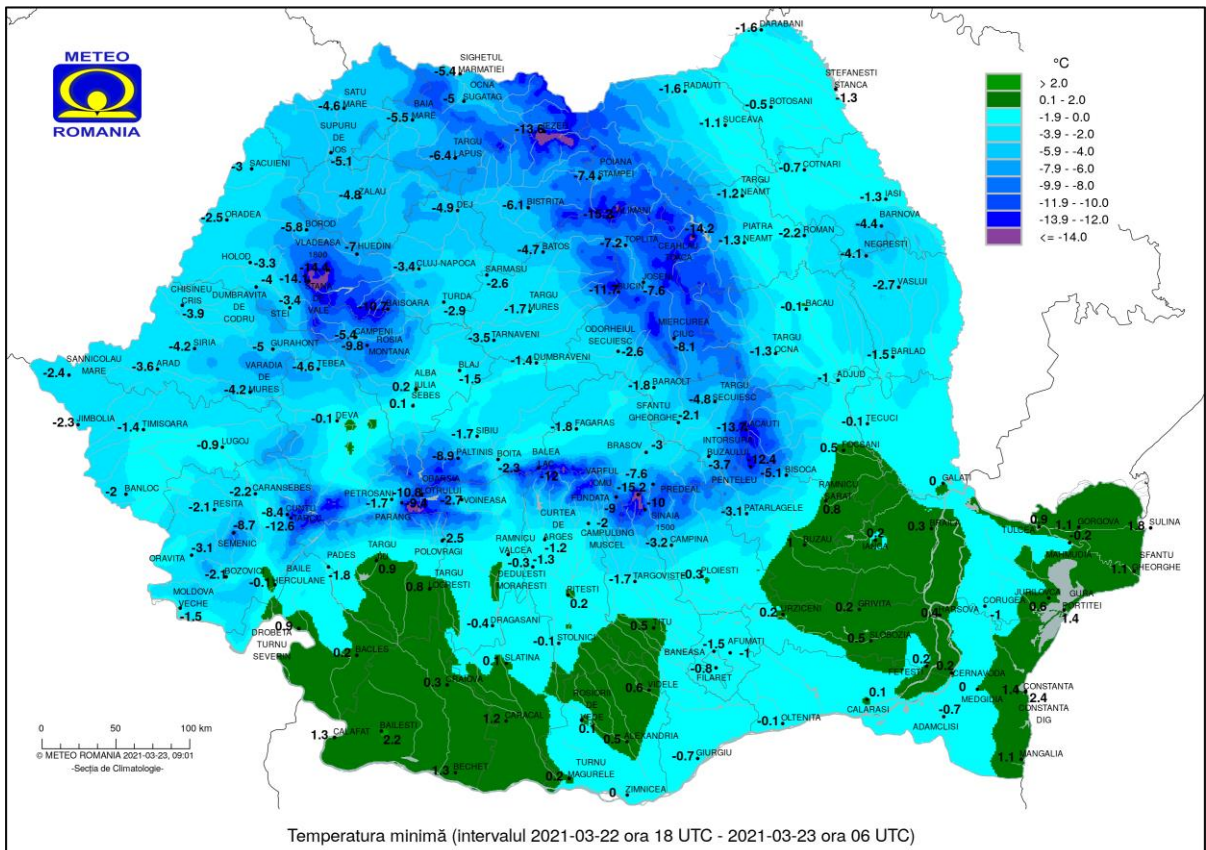 METEO
ROMANIA
°C
> 2.0
0.1 - 2.0
-1.9 - -0.0
-3.9 - -2.0
-5.9 - -4.0
-7.9 - -6.0
-9.9 - -8.0
-11.9 - -10.0
-13.9 - -12.0
<= -14.0
-1.6 DARABANI
SIGHETUL
-5.4 MARMATIEI
OCNA
-5 SUGATAG
STEFANESTI
STANCA
-1.3
SATU
-4.6 MARE
BAIA
-5.5 MARE
-1.6 RADAUTI
-0.5 BOTOSANI
-1.1 SUCEAVA
SUPURU
DE
JOS
-5.1
TARGU
-6.4 LAPUS
POIANA
-7.4 STAMPEI
-0.7 COTNARI
-3 SACUIENI
-4.8 ZALAU
-4.9 DEJ
-6.1 BISTRITA
TARGU
-1.2 NEAMT
-1.3 IASI
-2.5 ORADEA
-5.8 BOROD
VLADEASA
1500
-7 HUEDIN
-4.7 BATOS
-7.2 TOPLITA
-14.2
CEAHLAU
TOACA
PIATRA
-1.3 NEAMT
-2.2 ROMAN
BARNOVA
-4.4
NEGRESTI
-4.1
HOLOD
-3.3
-4
DUMBRAVITA
DE
CODRU
-3.4 CLUJ-NAPOCA
SARMASU
-2.6
-7.6
-2.7 VASLUI
CHISINEU
CRIS
-3.9
-3.4
STEI
VALE
BAISOARA
TURDA
-2.9
TARGU
-1.7 MURES
-0.1 BACAU
-4.2 SIRIA
-5 GURAHONT
-5.4 CAMPENI
-9.8 ROSIA
MONTANA
-3.5 TARNAVENI
ODORHEIUL
SECUIESC
-2.6
MIERCUREA
CIUC
-8.1
TARGU
-1.3 OCNA
-1.5 BARLAD
SANNICOLAU
-2.4 MARE
-3.6 ARAD
-4.6 TEBEA
VARADIA
DE
-4.2 MURES
ALBA
0.2 JULIA
0.1 SEBES
BLAJ
-1.5
-1.4 DUMBRAVENI
-1.8 BARAOLT
TARGU
-4.8 SECUIESC
-1 ADJUD
-2.3 JIMBOLIA
-1.4 TIMISOARA
-0.1 DEVA
-1.8 FAGARAS
SFANTU
GHEORGHE -2.1
-0.1 TECUCI
-0.9 LUGOJ
-1.7 SIBIU
BRASOV -3
INTORSURA
BUZAULUI
-3.7
-12.4
PENTELEU
-5.1 BISOCA
0.5 FOCSANI
-8.9 PALTINIS
BOITA
-2.3
BALEA
LAC
-12
VARFUL
OMU
-7.6
-15.2
PREDEAL
-2 BANLOC
-2.2 CARANSEBES
-2.1 RESITA
PETROSANI
-1.7
-10.8
OBARSIA
LOTRULUI
-2.7 VOINEASA
PARANG
FUNDATA
-9
-10
SINAIA
1500
RAMNICU
SARAT
0.8
0 GALATI
-8.4 CUNTU
-12.6
-8.7
SEMENIC
-3.1
ORAVITA
-2.5
POLOVRAGI
CURTEA
DE
ARGES
-1.2
-2
CAMPULUNG
MUSCEL
-3.2 CAMPINA
-3.1 PATARLAGELE
1 BUZAU
0.2
0.3 BRAILA
0.9
TULCEA
1.1 GORGOVA
-0.2
MAHMUDIA
1.8 SULINA
SFANTU
1.1 GHEORGHE
-2.1 BOZOVICI
-0.1
BAILE
HERCULANE
PADES
-1.8
TARGU
JIU
0.9
TARGU
0.8 LOGRESTI
RAMNICU
VALCEA
-0.3
-1.3
DEDULESTI
MORARESTI
PITESTI
0.2
-1.7 TARGOVISTE
-0.3 PLOIESTI
MOLDOVA
VECHE
-1.5
0.9
DROBETA
TURNU
SEVERIN
-0.4 DRAGASANI
0.5 TITU
0.2 URZICENI
0.2 GRIVITA
0.4 HARSOVA
CORUGEA
-1
JURILOVCA
0.6
GURA
PORTITEI
1.4
0.2 BACLES
-0.1 STOLNICI
0.1 SLATINA
-1.5 AFUMATI
BANEASA -1
-0.8
FILARET
0.5 SLOBOZIA
0.2
FETESTI
0.2
CERNAVODA
0.3 CRAIOVA
ROSIORII
DE
VEDE
0.1
0.6 VIDELE
0
MEDGIDIA
1.4 CONSTANTA
2.4
CONSTANTA
DIG
0.1
CALARASI
-0.7
ADAMCLISI
1.2 CARACAL
-0.1 OLTENITA
1.3 CALAFAT
BAILESTI
2.2
0.5 ALEXANDRIA
-0.7 GIURGIU
1.1 MANGALIA
1.3 BECHET
TURNU
0.2 MAGURELE
0 ZIMNICEA
0 50 100 km
© METEO ROMANIA 2021-03-23, 09:01
-Secția de Climatologie-
Temperatura minimă (intervalul 2021-03-22 ora 18 UTC - 2021-03-23 ora 06 UTC)